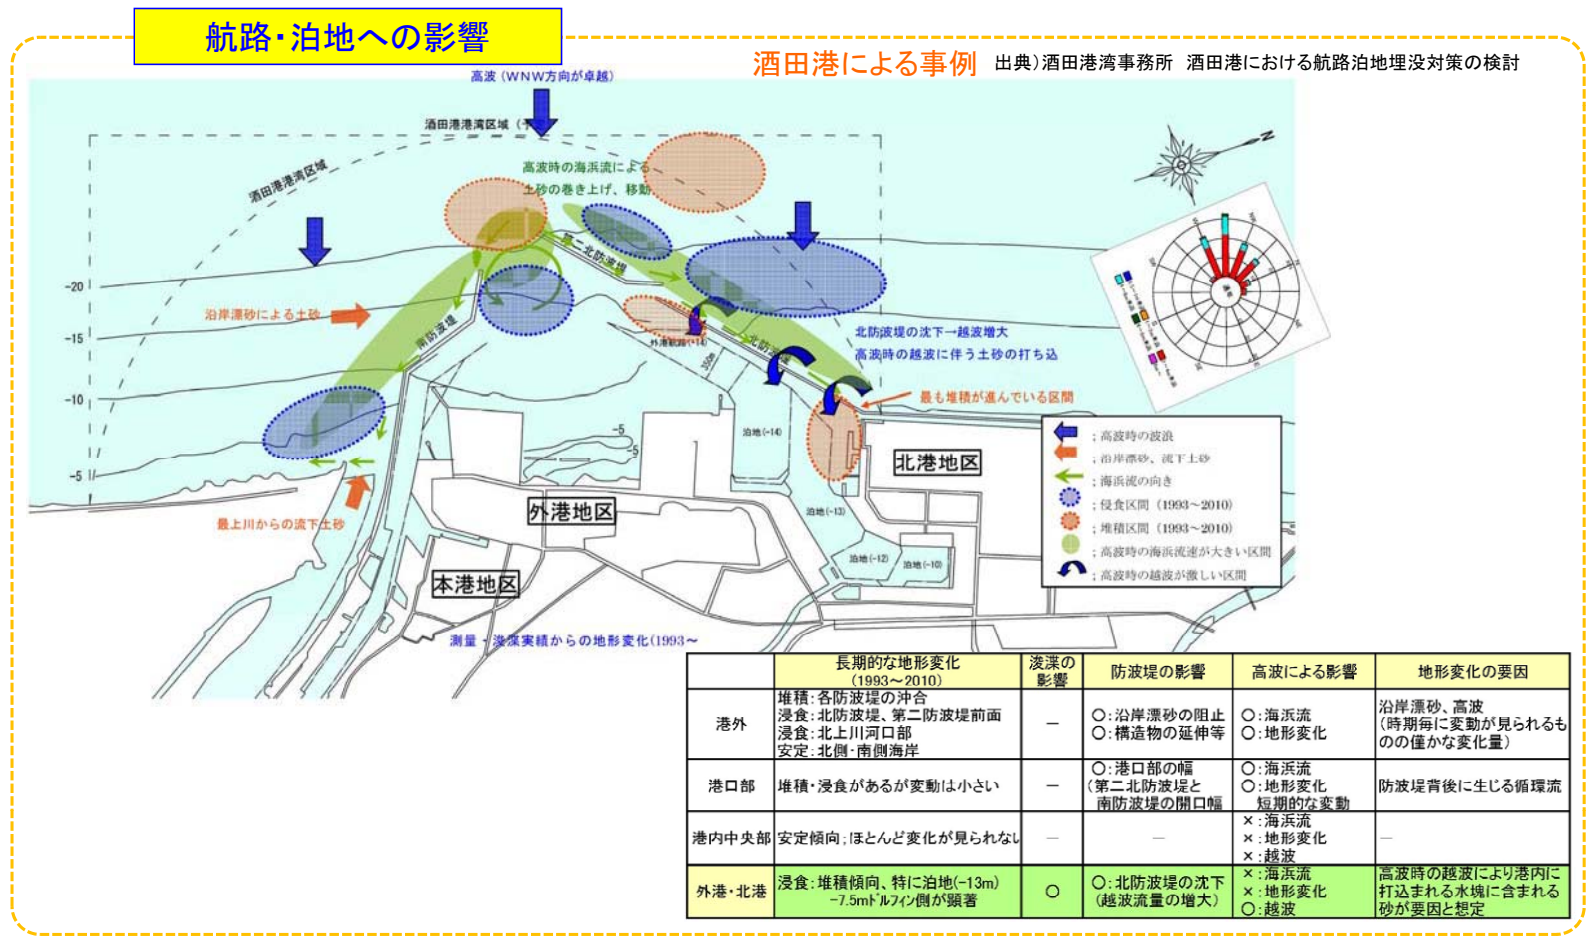 航路・泊地への影響
酒田港による事例
出典)酒田港湾事務所 酒田港における航路泊地埋没対策の検討
高波(WNW方向が卓越)
酒田港港湾区域(予
酒田港港湾区域
高波時の海浜流による
土砂の巻き上げ、移動
第二北防波堤
N
-20
沿岸漂砂による土砂
-15
南防波堤
北防波堤
350m
北防波堤の沈下→越波増大
高波時の越波に伴う土砂の打ち込
-10
最も堆積が進んでいる区間
泊地(-14)
-5
-5
-5
北港地区
外港地区
泊地(-13)
最上川からの流下土砂
泊地(-12)
泊地(-10)
本港地区
;高波時の波浪
;沿岸漂砂、流下土砂
;海浜流の向き
;侵食区間(1993~2010)
;堆積区間(1993~2010)
;高波時の海浜流速が大きい区間
;高波時の越波が激しい区間
測量・浚渫実績からの地形変化(1993~
長期的な地形変化
(1993~2010)
浚渫の
影響
防波堤の影響
高波による影響
地形変化の要因
港外
堆積:各防波堤の沖合
浸食:北防波堤、第二防波堤前面
浸食:北上川河口部
安定:北側・南側海岸
―
○:沿岸漂砂の阻止
○:構造物の延伸等
○:海浜流
○:地形変化
沿岸漂砂、高波
(時期毎に変動が見られるも
のの僅かな変化量)
港口部
堆積・浸食があるが変動は小さい
―
○:港口部の幅
(第二北防波堤と
南防波堤の開口幅
○:海浜流
○:地形変化
短期的な変動
防波堤背後に生じる循環流
港内中央部
安定傾向;ほとんど変化が見られない
―
―
×:海浜流
×:地形変化
×:越波
―
外港・北港
浸食:堆積傾向、特に泊地(-13m)
-7.5mドルフィン側が顕著
○
○:北防波堤の沈下
(越波流量の増大)
×:海浜流
×:地形変化
○:越波
高波時の越波により港内に
打込まれる水塊に含まれる
砂が要因と想定